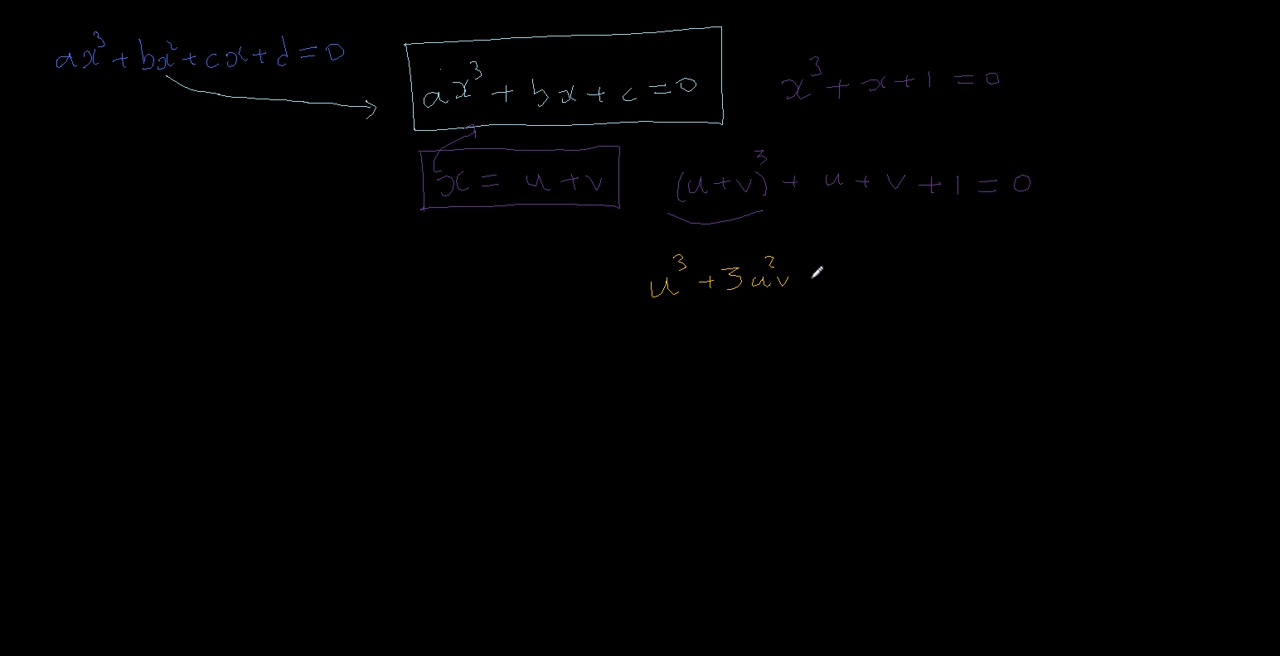 ax³ + bx² + cx + d = 0
ax³ + bx + c = 0
x³ + x + 1 = 0
x = u + v
(u + v)³ + u + v + 1 = 0
u³ + 3u²v